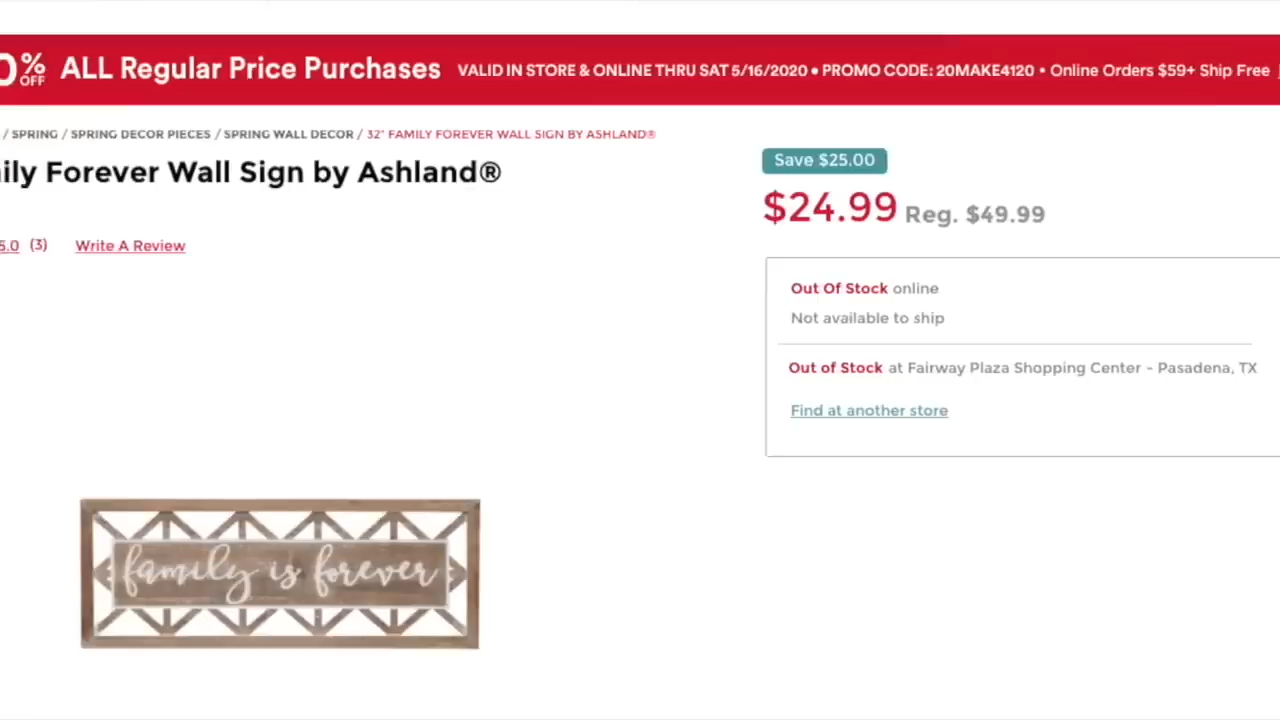 0% OFF ALL Regular Price Purchases VALID IN STORE & ONLINE THRU SAT 5/16/2020 • PROMO CODE: 20MAKE4120 • Online Orders $59+ Ship Free
/ SPRING / SPRING DECOR PIECES / SPRING WALL DECOR / 32" FAMILY FOREVER WALL SIGN BY ASHLAND®
ily Forever Wall Sign by Ashland®
5.0 (3) Write A Review
Save $25.00
$24.99 Reg. $49.99
Out Of Stock online
Not available to ship
Out of Stock at Fairway Plaza Shopping Center - Pasadena, TX
Find at another store
family is forever